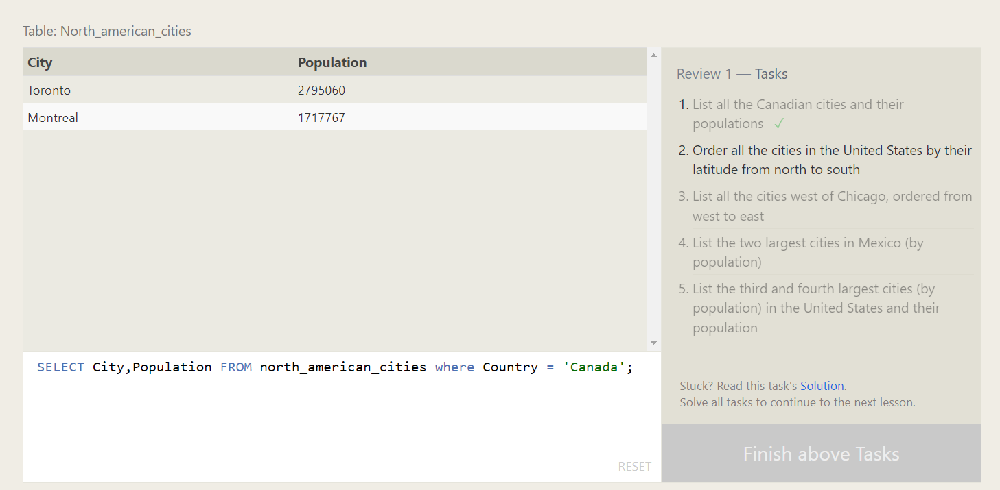 Table: North_american_cities
City Population
Toronto 2795060
Montreal 1717767
SELECT City,Population FROM north_american_cities where Country = 'Canada';
RESET
Review 1 — Tasks
1. List all the Canadian cities and their
populations ✓
2. Order all the cities in the United States by their
latitude from north to south
3. List all the cities west of Chicago, ordered from
west to east
4. List the two largest cities in Mexico (by
population)
5. List the third and fourth largest cities (by
population) in the United States and their
population
Stuck? Read this task's Solution.
Solve all tasks to continue to the next lesson.
Finish above Tasks